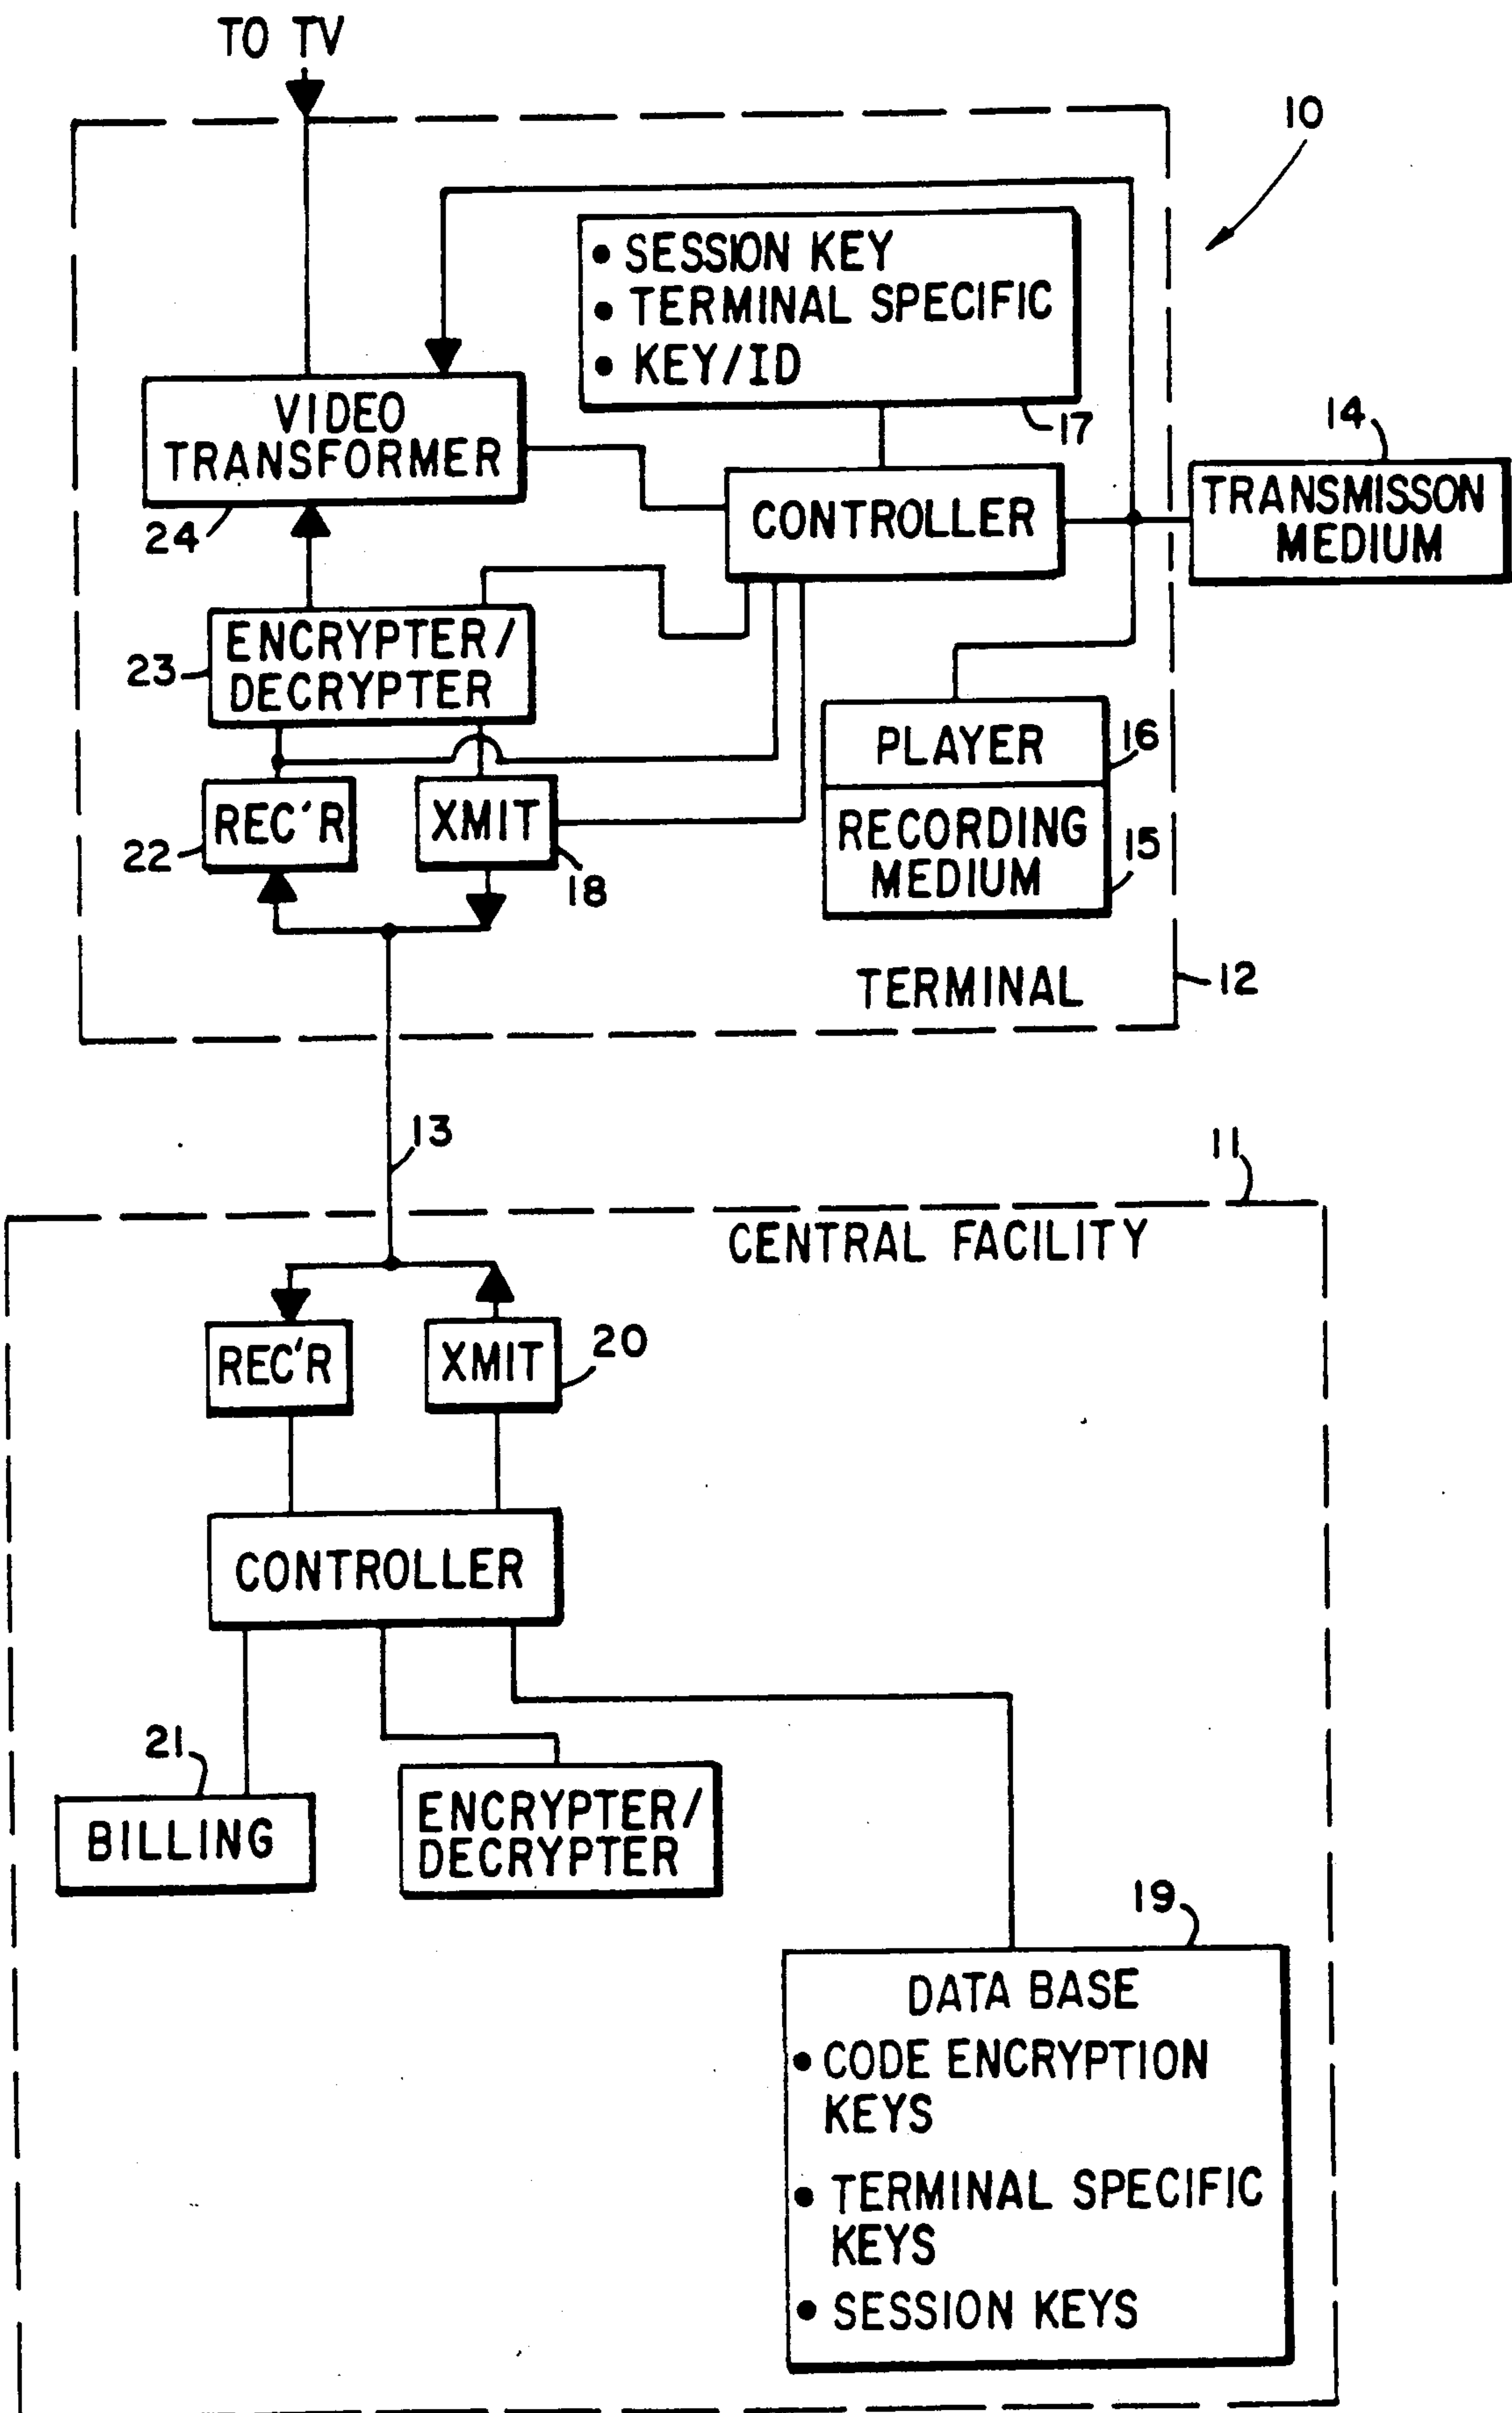 TO TV
10
• SESSION KEY
• TERMINAL SPECIFIC
• KEY/ID
17
VIDEO
TRANSFORMER
24
CONTROLLER
14
TRANSMISSON
MEDIUM
ENCRYPTER/
DECRYPTER
23
PLAYER
16
RECORDING
MEDIUM
15
REC'R
22
XMIT
18
TERMINAL
12
13
11
CENTRAL FACILITY
REC'R
XMIT
20
CONTROLLER
21
BILLING
ENCRYPTER/
DECRYPTER
19
DATA BASE
• CODE ENCRYPTION
KEYS
• TERMINAL SPECIFIC
KEYS
• SESSION KEYS